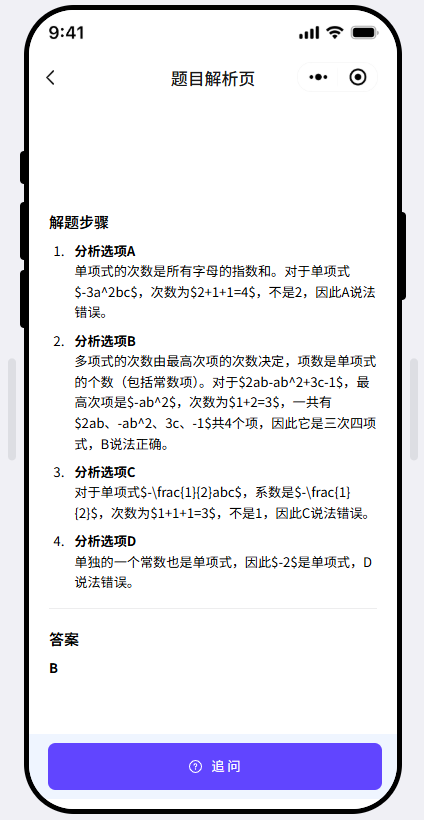 9:41
题目解析页
解题步骤
1. 分析选项A
单项式的次数是所有字母的指数和。对于单项式
$-3a^2bc$，次数为$2+1+1=4$，不是2，因此A说法
错误。
2. 分析选项B
多项式的次数由最高次项的次数决定，项数是单项式
的个数（包括常数项）。对于$2ab-ab^2+3c-1$，最
高次项是$-ab^2$，次数为$1+2=3$，一共有
$2ab、-ab^2、3c、-1$共4个项，因此它是三次四项
式，B说法正确。
3. 分析选项C
对于单项式$-\frac{1}{2}abc$，系数是$-\frac{1}
{2}$，次数为$1+1+1=3$，不是1，因此C说法错误。
4. 分析选项D
单独的一个常数也是单项式，因此$-2$是单项式，D
说法错误。
答案
B
追问